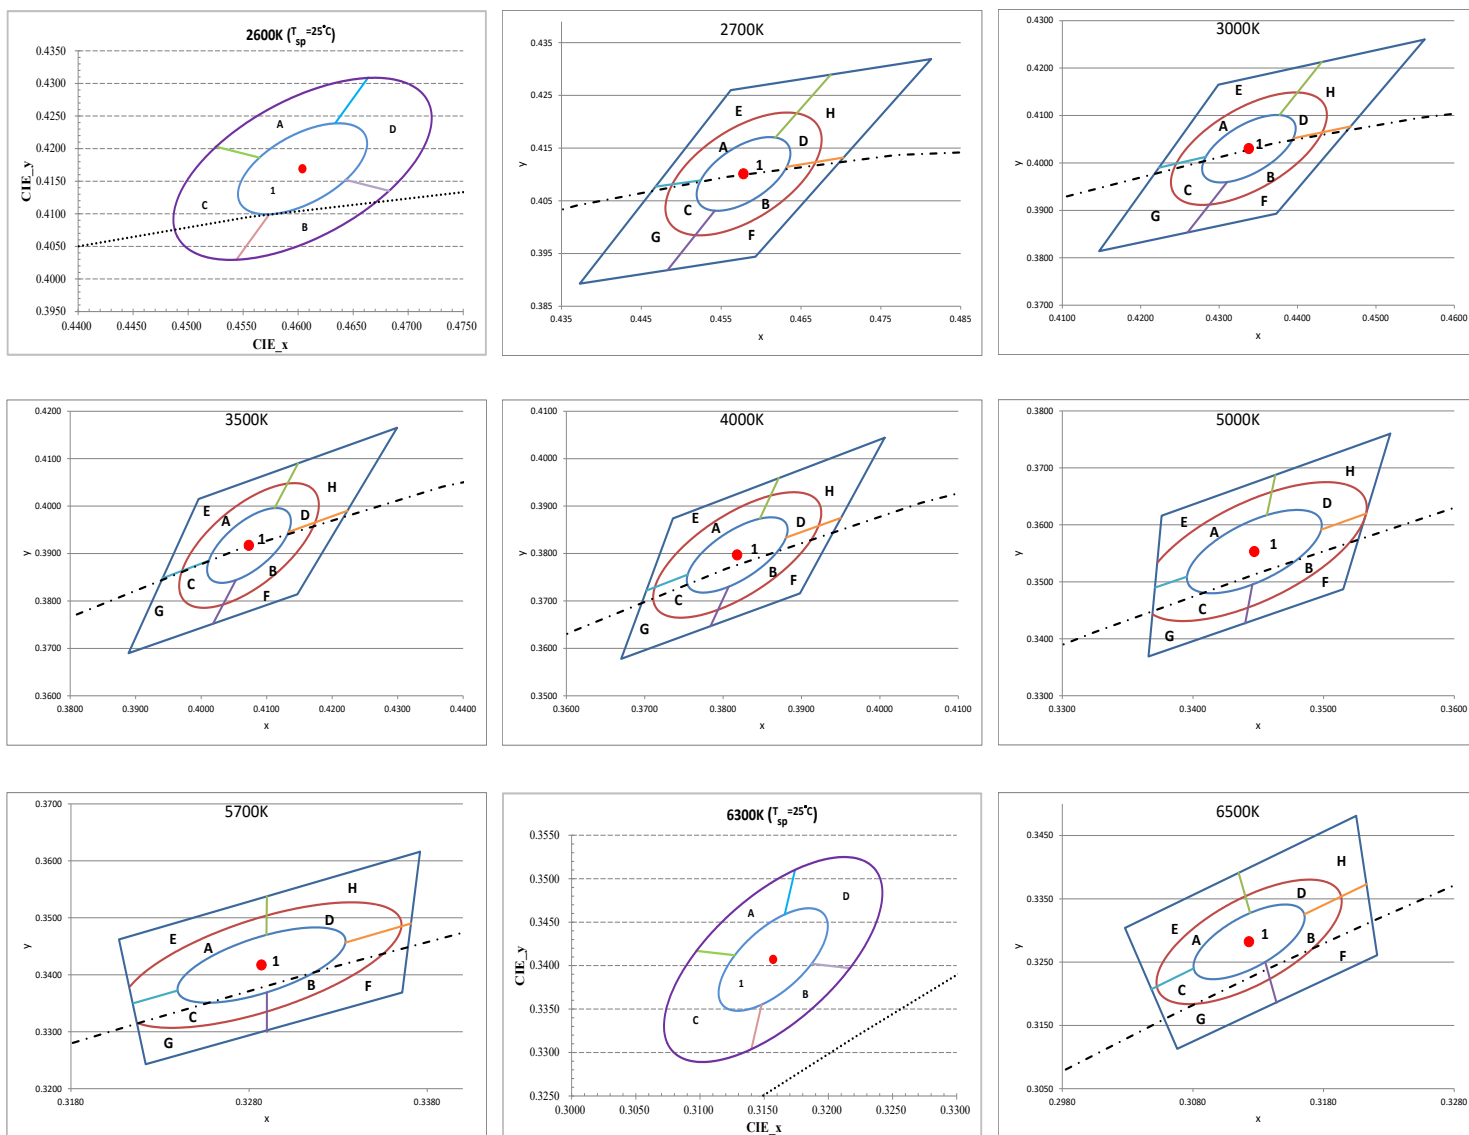 2600K (Tsp=25°C)
0.4350
0.4300
0.4250
0.4200
0.4150
0.4100
0.4050
0.4000
0.3950
CIE_y
A
D
1
C
B
0.4400 0.4450 0.4500 0.4550 0.4600 0.4650 0.4700 0.4750
CIE_x
2700K
0.435
0.425
0.415
0.405
0.395
0.385
y
E
H
A
D
1
C
B
G
F
0.435 0.445 0.455 0.465 0.475 0.485
x
3000K
0.4300
0.4200
0.4100
0.4000
0.3900
0.3800
0.3700
y
E
H
A
D
1
C
B
G
F
0.4100 0.4200 0.4300 0.4400 0.4500 0.4600
x
3500K
0.4200
0.4100
0.4000
0.3900
0.3800
0.3700
0.3600
y
E
H
A
D
1
C
B
G
F
0.3800 0.3900 0.4000 0.4100 0.4200 0.4300 0.4400
x
4000K
0.4100
0.4000
0.3900
0.3800
0.3700
0.3600
0.3500
y
E
H
A
D
1
C
B
G
F
0.3600 0.3700 0.3800 0.3900 0.4000 0.4100
x
5000K
0.3800
0.3700
0.3600
0.3500
0.3400
0.3300
y
E
H
A
D
1
C
B
G
F
0.3300 0.3400 0.3500 0.3600
x
5700K
0.3700
0.3600
0.3500
0.3400
0.3300
0.3200
y
E
H
A
D
1
C
B
G
F
0.3180 0.3280 0.3380
x
6300K (Tsp=25°C)
0.3550
0.3500
0.3450
0.3400
0.3350
0.3300
0.3250
CIE_y
A
D
1
C
B
0.3000 0.3050 0.3100 0.3150 0.3200 0.3250 0.3300
CIE_x
6500K
0.3450
0.3350
0.3250
0.3150
0.3050
y
E
H
A
D
1
C
B
G
F
0.2980 0.3080 0.3180 0.3280
x